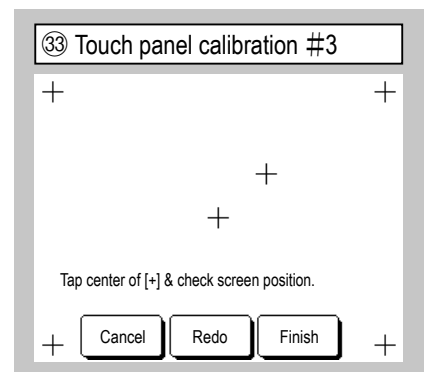 ㉝ Touch panel calibration #3
Tap center of [+] & check screen position.
Cancel Redo Finish